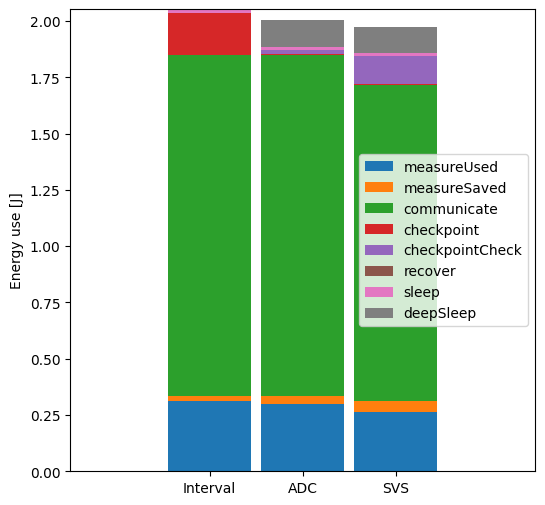 2.00
1.75
1.50
1.25
1.00
0.75
0.50
0.25
0.00
Energy use [J]
measureUsed
measureSaved
communicate
checkpoint
checkpointCheck
recover
sleep
deepSleep
Interval ADC SVS